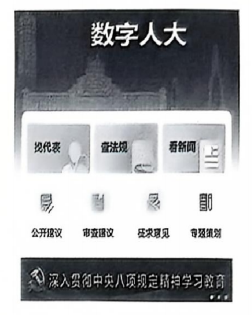 数字人大
找代表 查法规 看新闻
公开建议 审查建议 征求意见 专题策划
深入贯彻中央八项规定精神学习教育